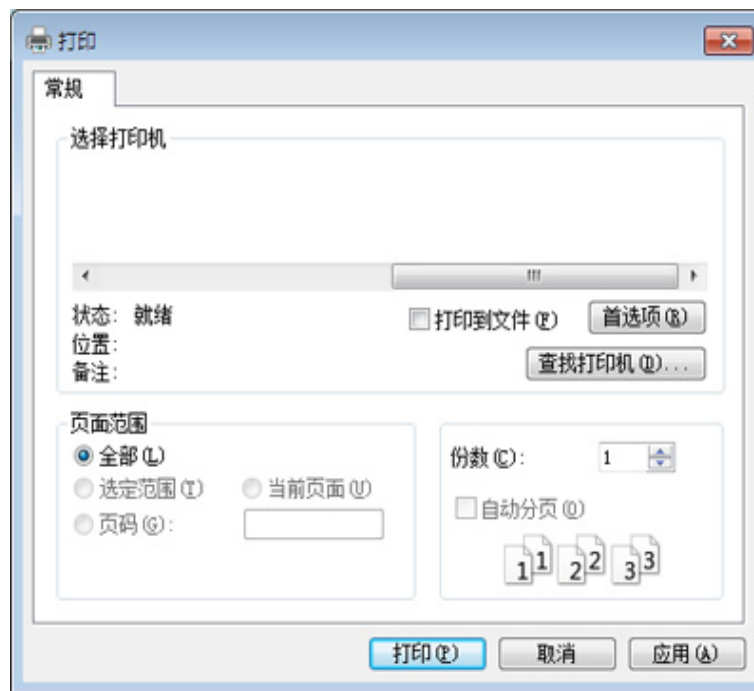 打印
常规
选择打印机
状态: 就绪
打印到文件(F) 首选项(R)
位置:
备注:
查找打印机(D)...
页面范围
全部(L)
选定范围(T) 当前页面(U)
页码(G):
份数(C): 1
自动分页(O)
1 1 2 2 3 3
打印(P) 取消 应用(A)